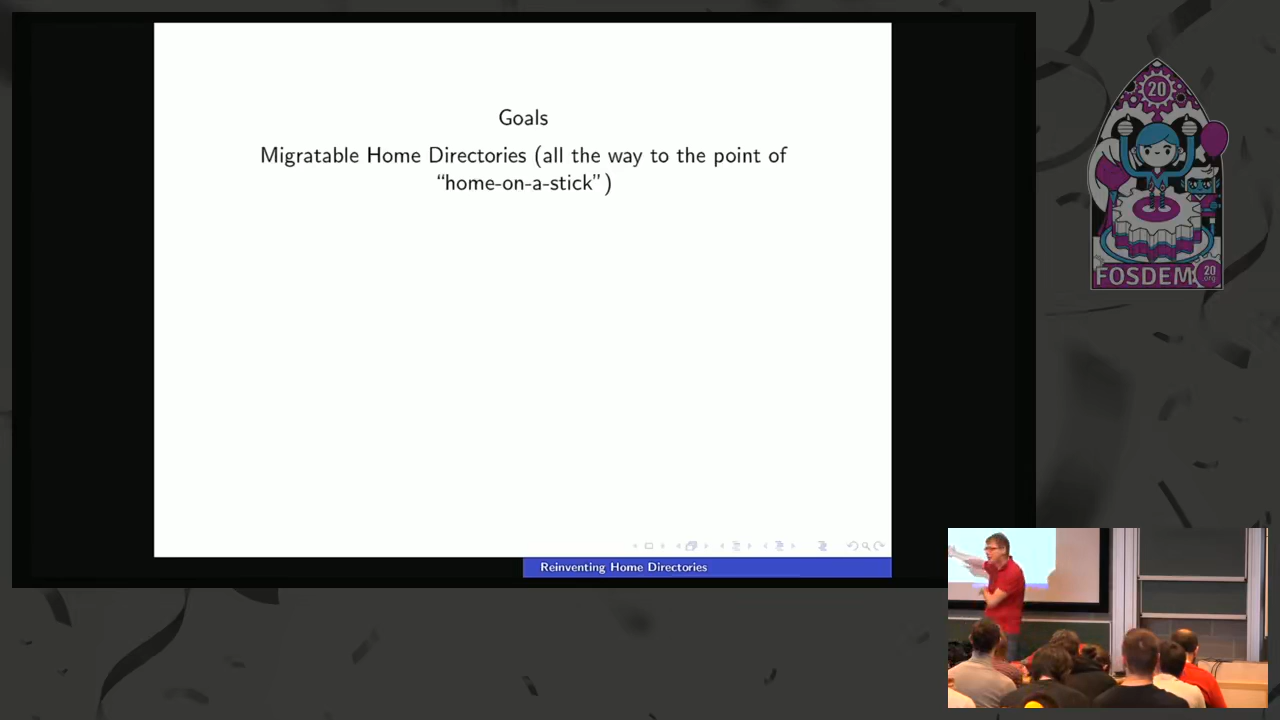 Goals
Migratable Home Directories (all the way to the point of
“home-on-a-stick”)
Reinventing Home Directories
20
FOSDEM
20
.org